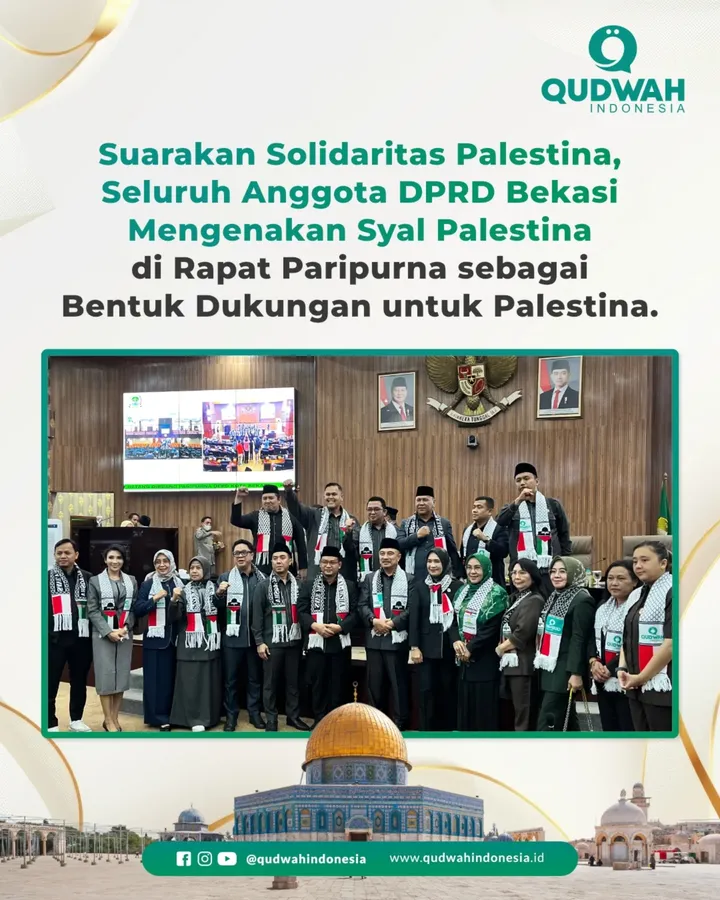 QUDWAH
INDONESIA
Suarakan Solidaritas Palestina,
Seluruh Anggota DPRD Bekasi
Mengenakan Syal Palestina
di Rapat Paripurna sebagai
Bentuk Dukungan untuk Palestina.
QUDWAH
@qudwahindonesia
www.qudwahindonesia.id